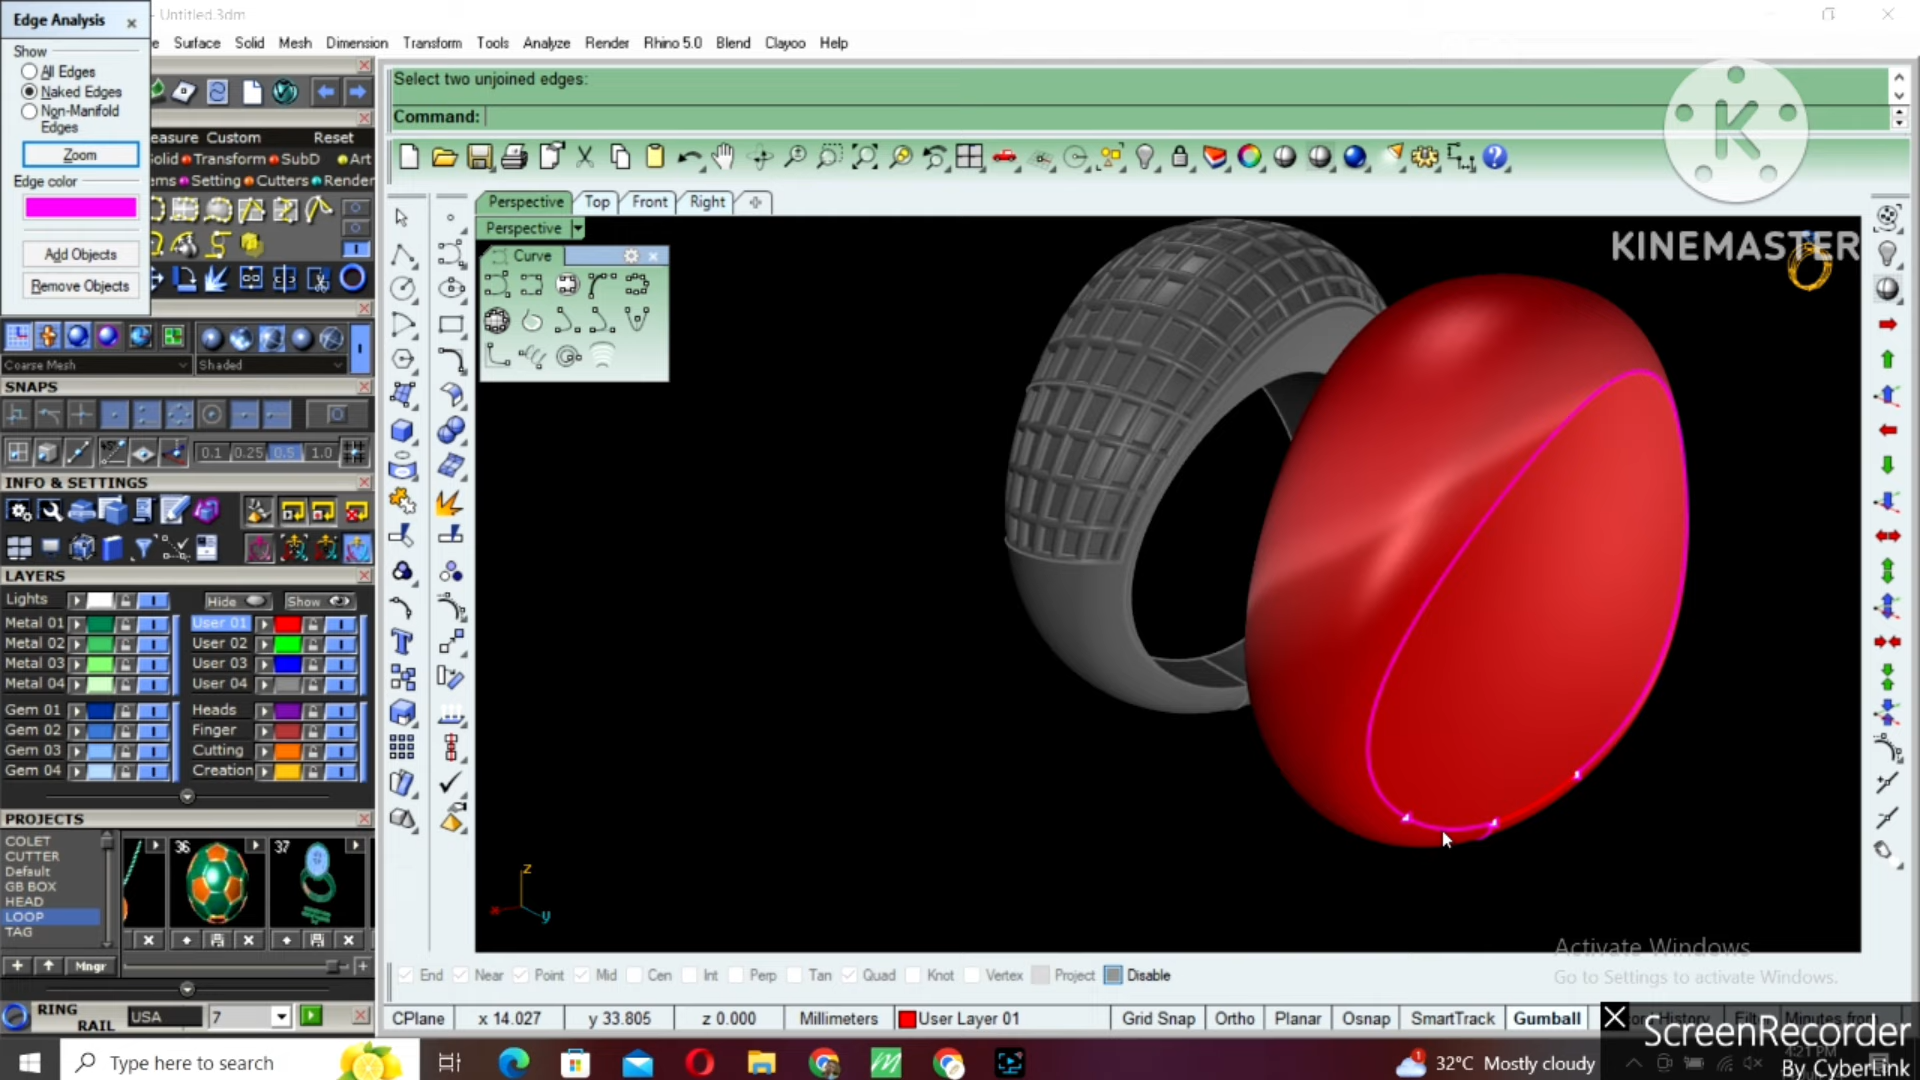 Edge Analysis
Untitled.3dm
Show
All Edges
Naked Edges
Non-Manifold
Edges
Zoom
Edge color
Add Objects
Remove Objects
Surface Solid Mesh Dimension Transform Tools Analyze Render Rhino 5.0 Blend Clayoo Help
Select two unjoined edges:
Command:
easure Custom Reset
olid Transform SubD Art
ems Setting Cutters Render
Perspective Top Front Right
Perspective
Curve
KINEMASTER
K
Coarse Mesh Shaded
SNAPS
0.1 0.25 0.5 1.0
INFO & SETTINGS
LAYERS
Lights Hide Show
Metal 01 User 01
Metal 02 User 02
Metal 03 User 03
Metal 04 User 04
Gem 01 Heads
Gem 02 Finger
Gem 03 Cutting
Gem 04 Creation
PROJECTS
COLET
CUTTER
Default
GB BOX
HEAD
LOOP
TAG
36 37
Mngr
RING
RAIL
USA 7
z
x
y
Activate Windows
Go to Settings to activate Windows.
End Near Point Mid Cen Int Perp Tan Quad Knot Vertex Project Disable
CPlane x 14.027 y 33.805 z 0.000 Millimeters User Layer 01 Grid Snap Ortho Planar Osnap SmartTrack Gumball
ScreenRecorder
By CyberLink
Type here to search
32°C Mostly cloudy
4:21 PM